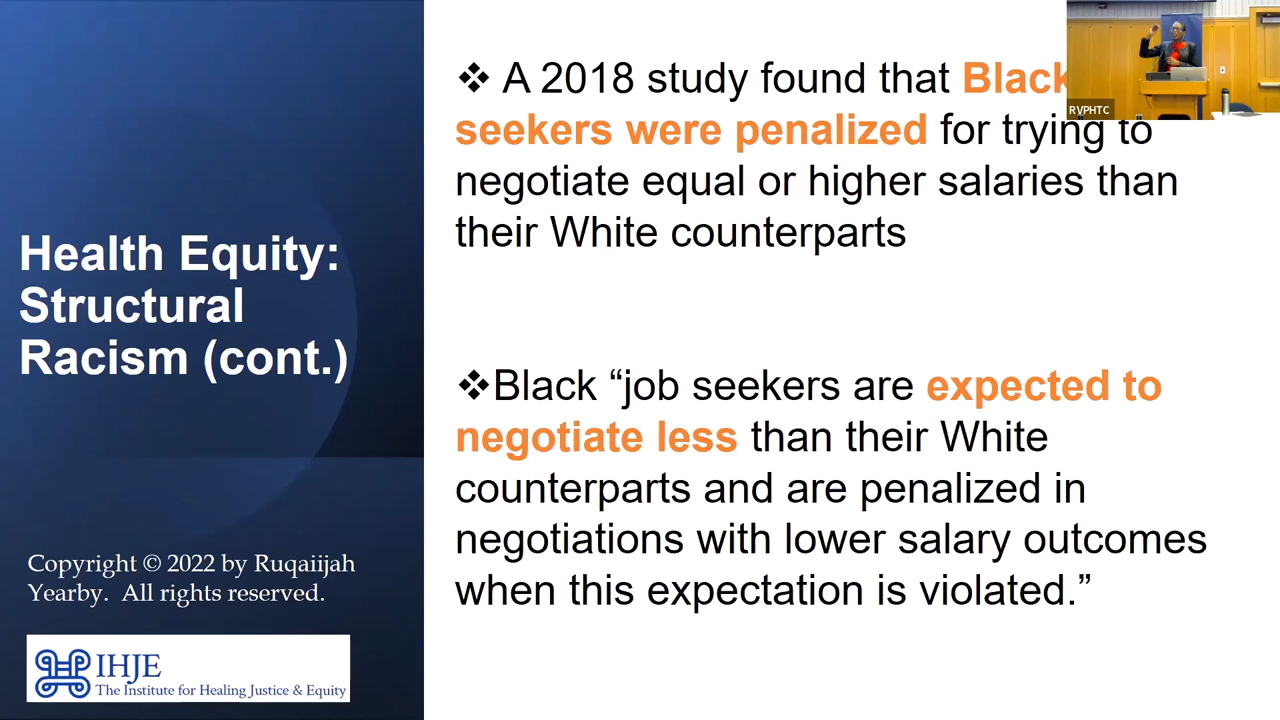 Health Equity:
Structural
Racism (cont.)
Copyright © 2022 by Ruqaiijah
Yearby.  All rights reserved.
IHJE
The Institute for Healing Justice & Equity
❖ A 2018 study found that Black
seekers were penalized for trying to
negotiate equal or higher salaries than
their White counterparts
❖Black “job seekers are expected to
negotiate less than their White
counterparts and are penalized in
negotiations with lower salary outcomes
when this expectation is violated.”
RVPHTC